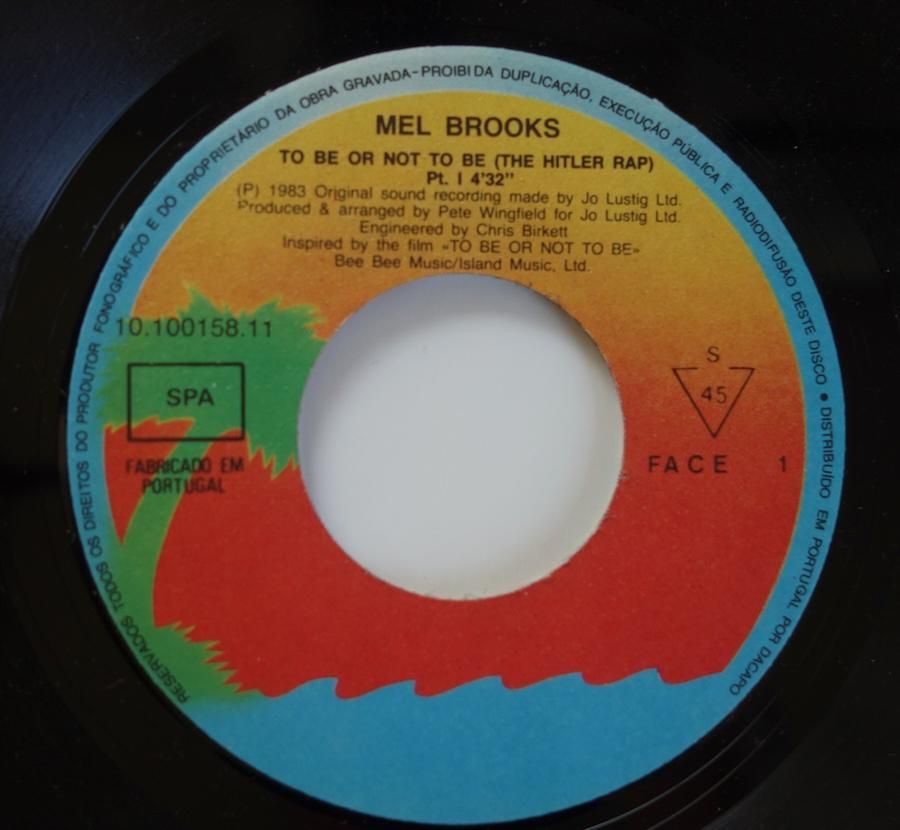 RESERVADOS TODOS OS DIREITOS DO PRODUTOR FONOGRÁFICO E DO PROPRIETÁRIO DA OBRA GRAVADA-PROIBIDA DUPLICAÇÃO, EXECUÇÃO PÚBLICA E RADIODIFUSÃO DESTE DISCO • DISTRIBUÍDO EM PORTUGAL POR DACAPO
MEL BROOKS
TO BE OR NOT TO BE (THE HITLER RAP)
Pt. I 4'32"
(P) 1983 Original sound recording made by Jo Lustig Ltd.
Produced & arranged by Pete Wingfield for Jo Lustig Ltd.
Engineered by Chris Birkett
Inspired by the film «TO BE OR NOT TO BE»
Bee Bee Music/Island Music, Ltd.
10.100158.11
SPA
FABRICADO EM
PORTUGAL
S
45
FACE 1